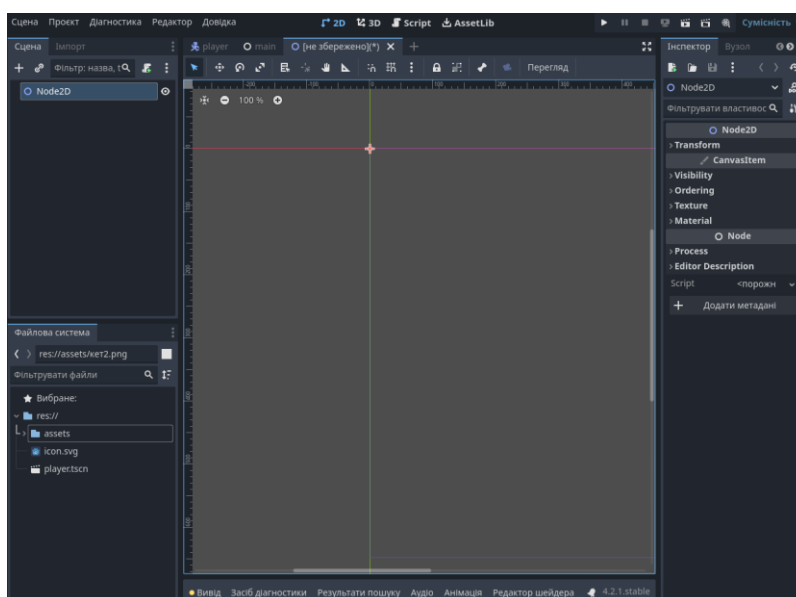 Сцена Проєкт Діагностика Редактор Довідка
2D 3D Script AssetLib
Сумісність
Сцена Імпорт
Фільтр: назва, t
Node2D
player main [не збережено](*)
Перегляд
100 %
Файлова система
res://assets/кет2.png
Фільтрувати файли
Вибране:
res://
assets
icon.svg
player.tscn
Вивід Засіб діагностики Результати пошуку Аудіо Анімація Редактор шейдера 4.2.1.stable
Інспектор Вузол
Node2D
Фільтрувати властивос
Node2D
Transform
CanvasItem
Visibility
Ordering
Texture
Material
Node
Process
Editor Description
Script <порожн
Додати метадані